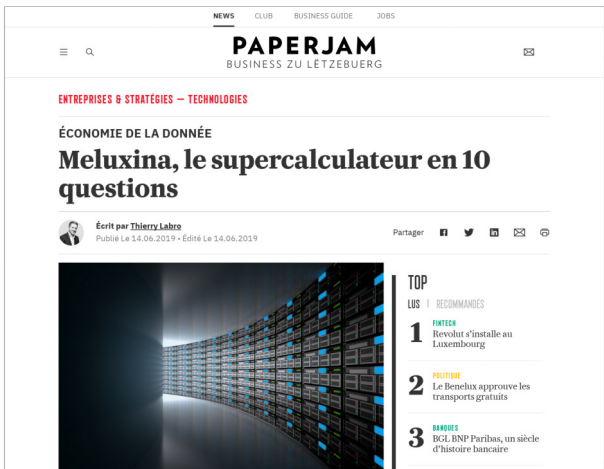 NEWS CLUB BUSINESS GUIDE JOBS
PAPERJAM
BUSINESS ZU LËTZEBUERG
ENTREPRISES & STRATÉGIES — TECHNOLOGIES
ÉCONOMIE DE LA DONNÉE
Meluxina, le supercalculateur en 10
questions
Écrit par Thierry Labro
Publié Le 14.06.2019 • Édité Le 14.06.2019
Partager
TOP
LUS | RECOMMANDÉS
1
FINTECH
Revolut s’installe au
Luxembourg
2
POLITIQUE
Le Benelux approuve les
transports gratuits
3
BANQUES
BGL BNP Paribas, un siècle
d’histoire bancaire